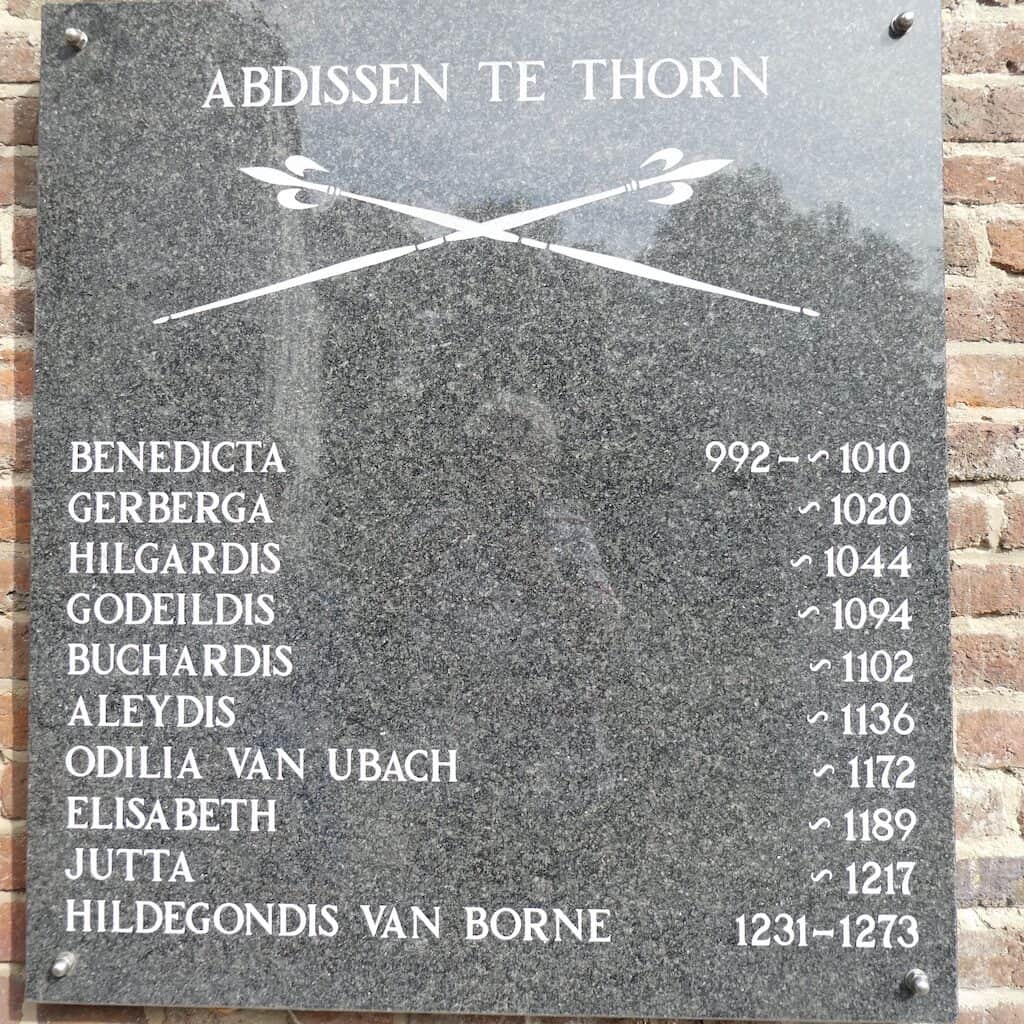 ABDISSEN TE THORN
BENEDICTA 992-~1010
GERBERGA ~1020
HILGARDIS ~1044
GODEILDIS ~1094
BUCHARDIS ~1102
ALEYDIS ~1136
ODILIA VAN UBACH ~1172
ELISABETH ~1189
JUTTA ~1217
HILDEGONDIS VAN BORNE 1231-1273